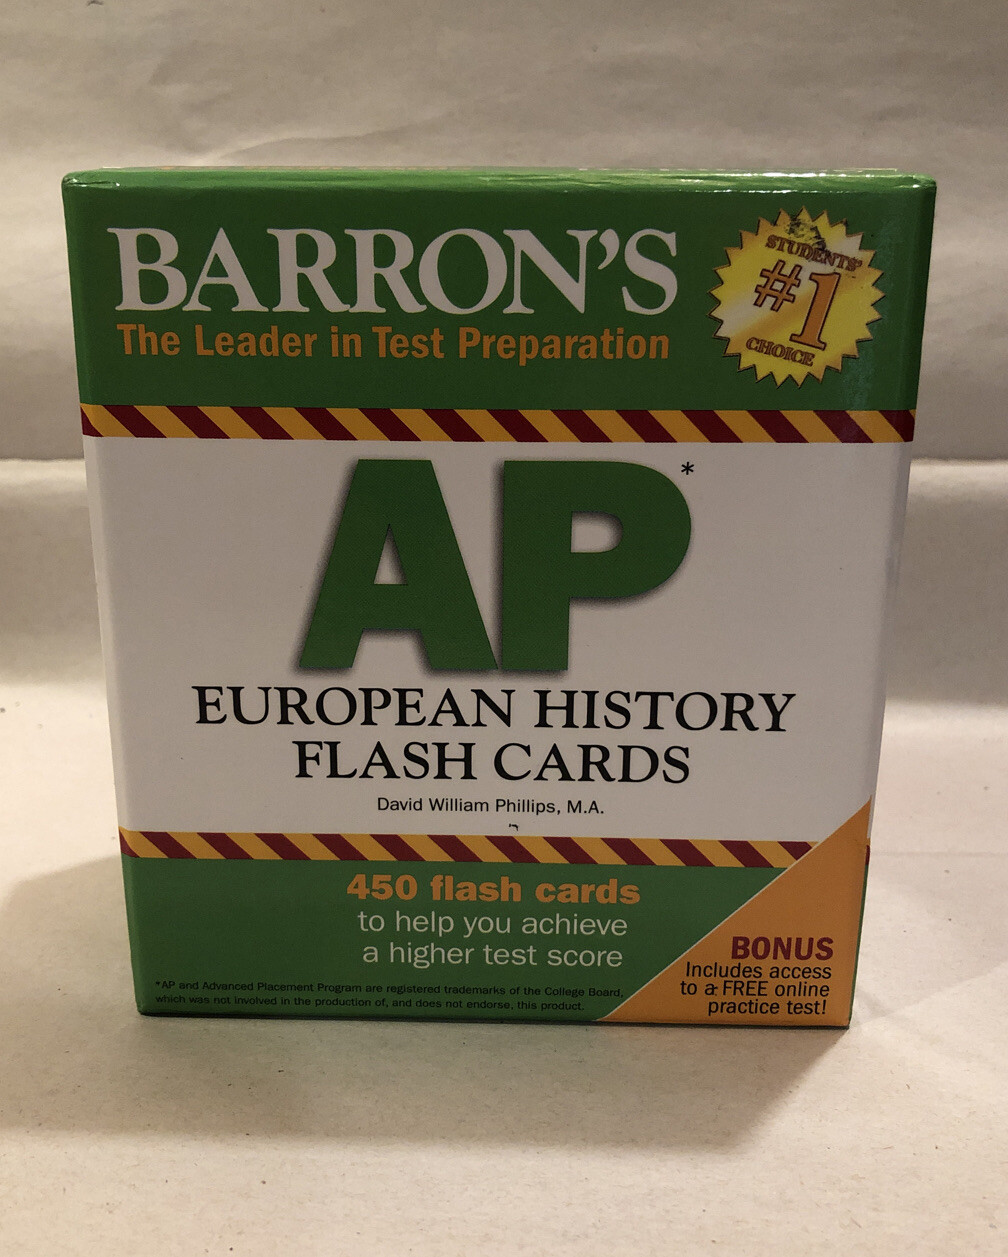 BARRON'S
The Leader in Test Preparation
STUDENTS'
#1
CHOICE
AP*
EUROPEAN HISTORY
FLASH CARDS
David William Phillips, M.A.
450 flash cards
to help you achieve
a higher test score
*AP and Advanced Placement Program are registered trademarks of the College Board,
which was not involved in the production of, and does not endorse, this product.
BONUS
Includes access
to a FREE online
practice test!